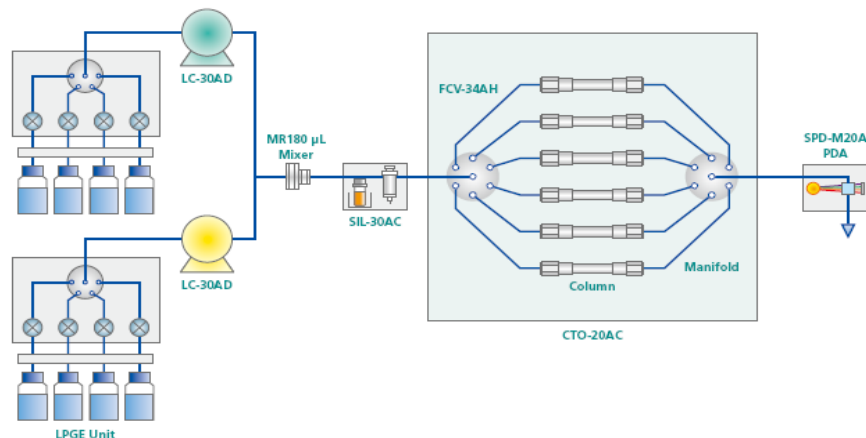 LC-30AD
FCV-34AH
MR180 µL
Mixer
SPD-M20A
PDA
SIL-30AC
LC-30AD
Manifold
Column
CTO-20AC
LPGE Unit